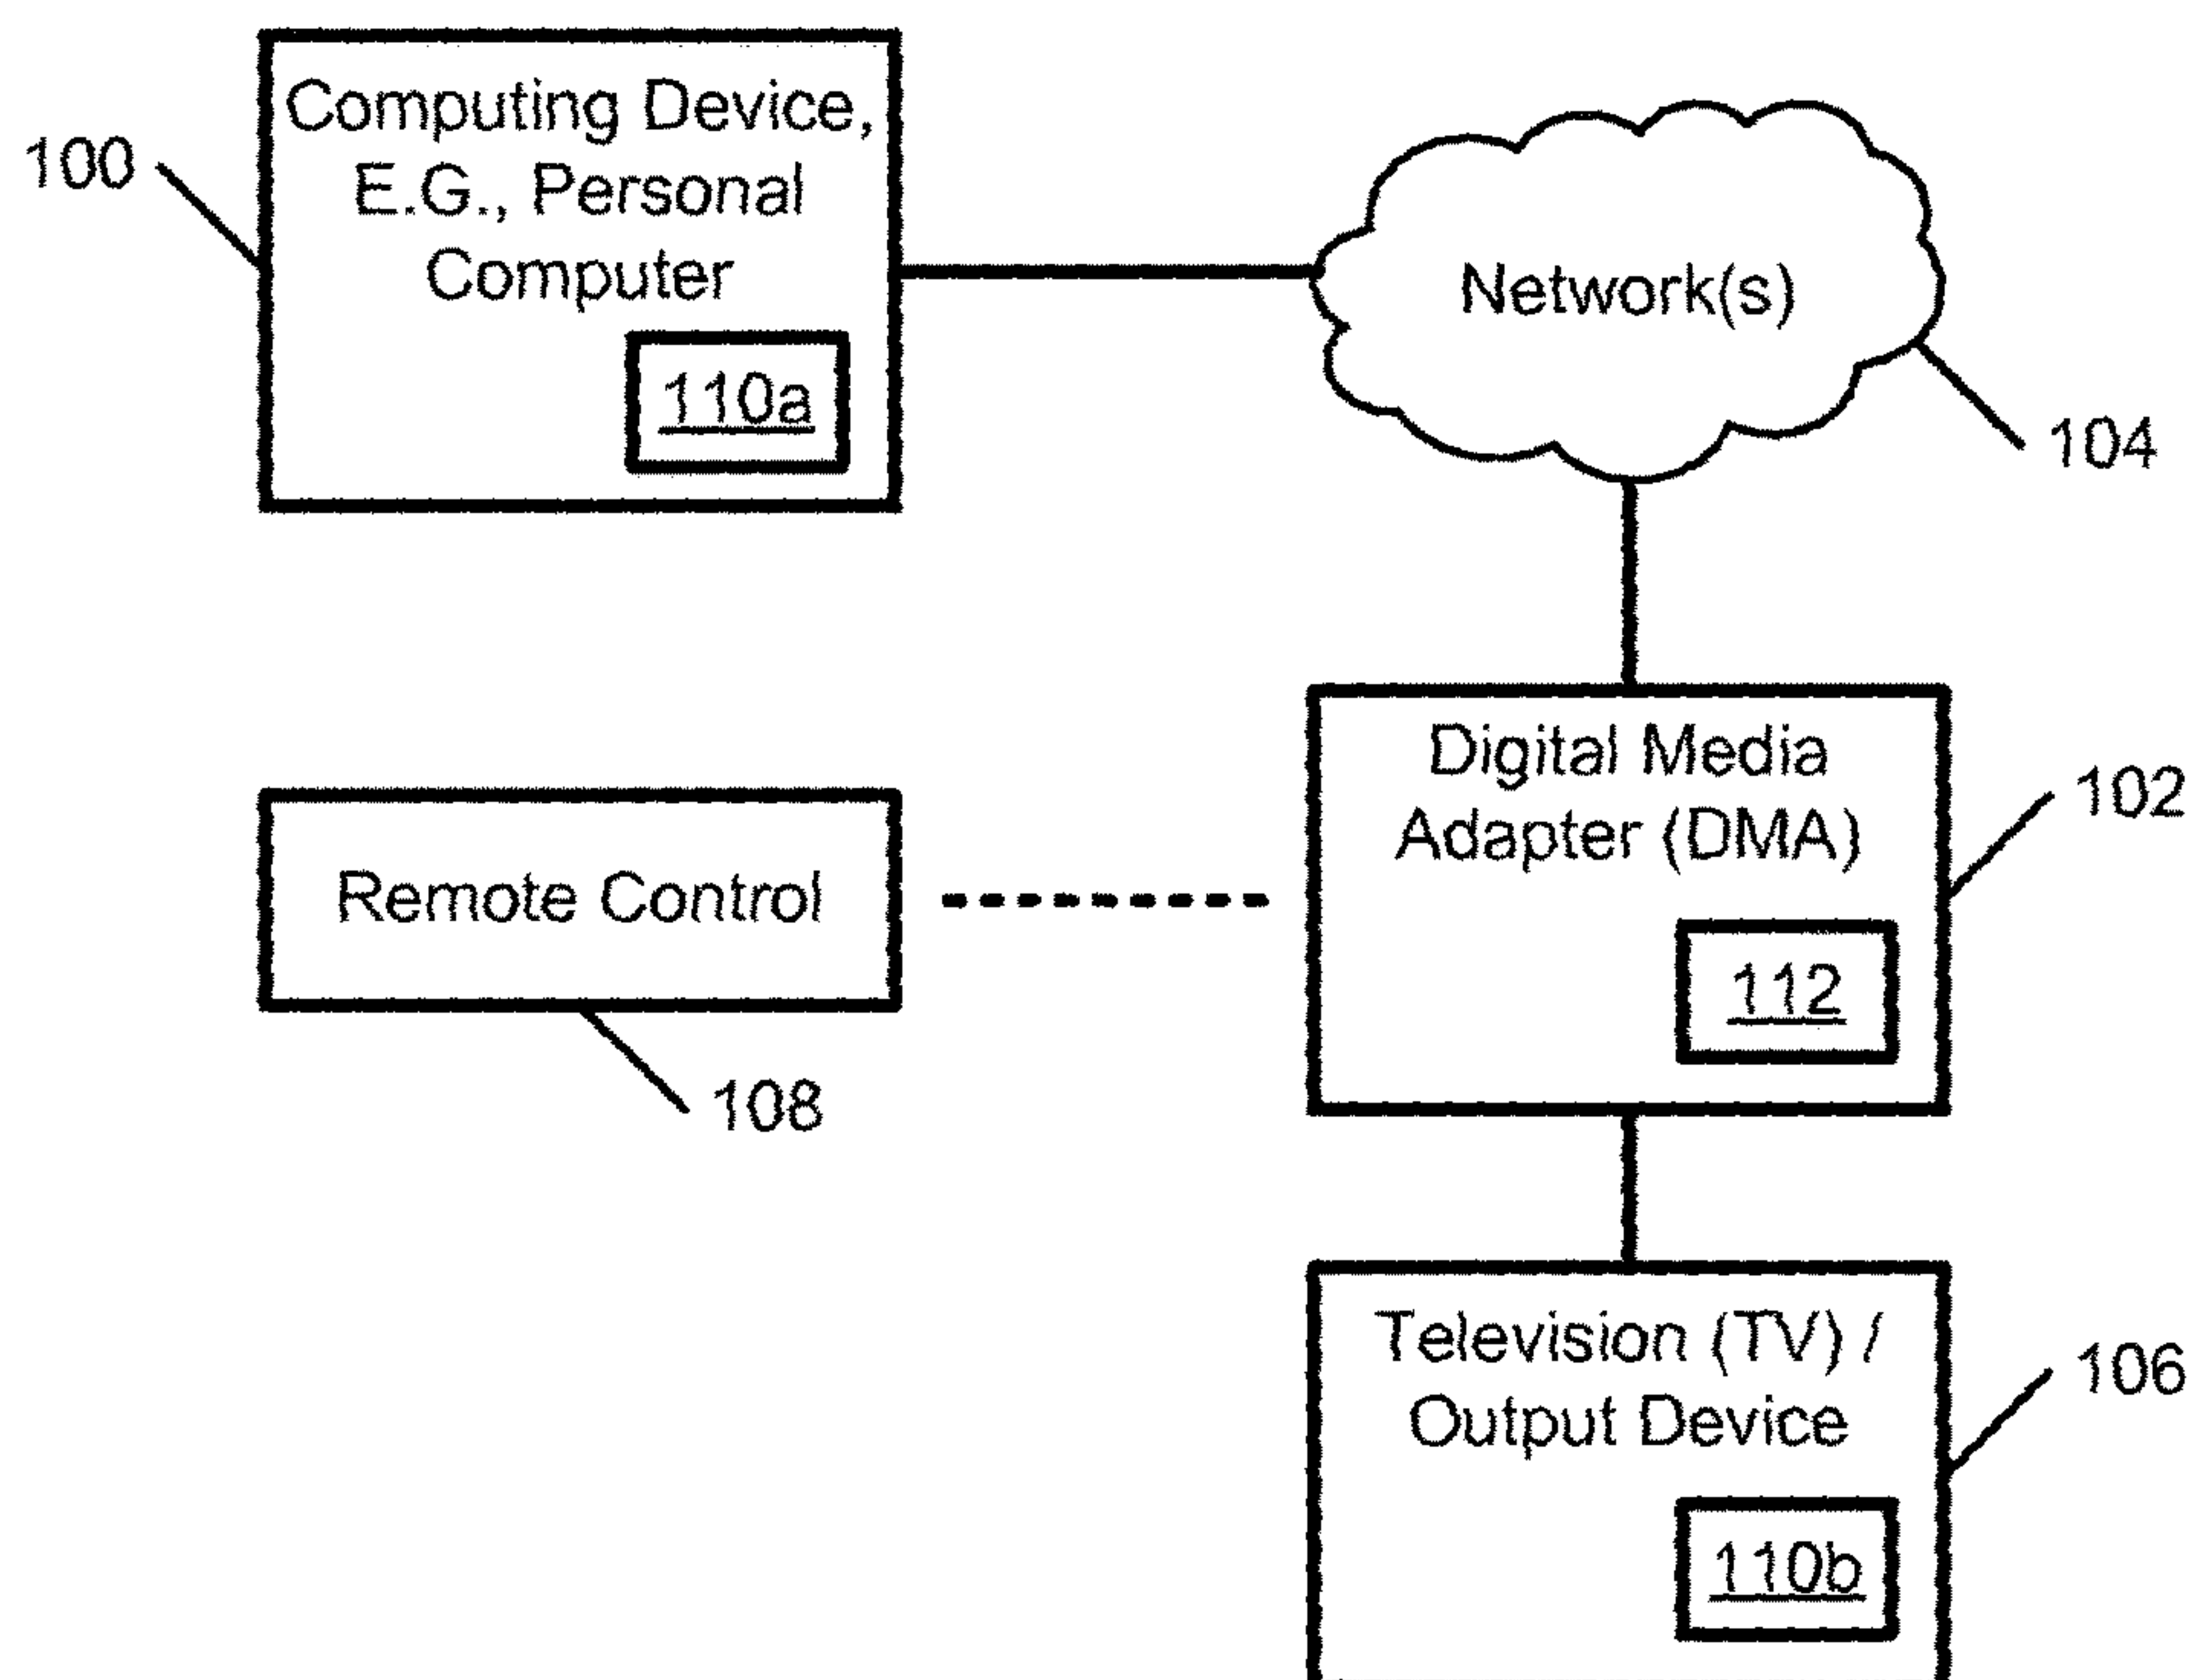 100
Computing Device,
E.G., Personal
Computer
110a
Network(s)
104
Digital Media
Adapter (DMA)
102
112
Remote Control
108
Television (TV) /
Output Device
106
110b